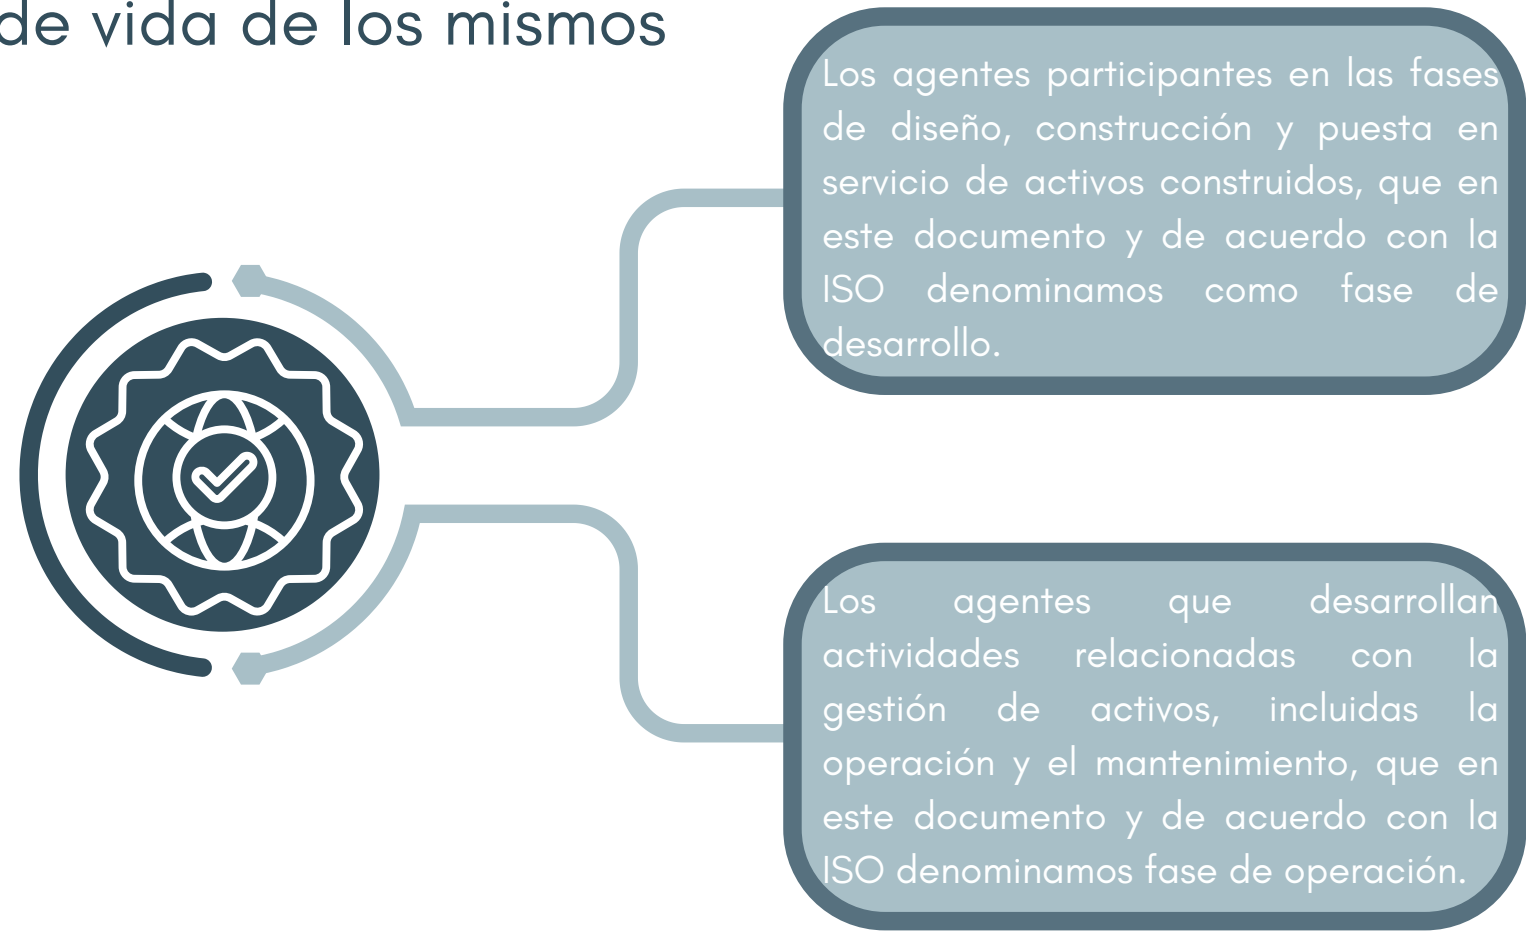 de vida de los mismos
Los agentes participantes en las fases
de diseño, construcción y puesta en
servicio de activos construidos, que en
este documento y de acuerdo con la
ISO denominamos como fase de
desarrollo.
Los agentes que desarrollan
actividades relacionadas con la
gestión de activos, incluidas la
operación y el mantenimiento, que en
este documento y de acuerdo con la
ISO denominamos fase de operación.